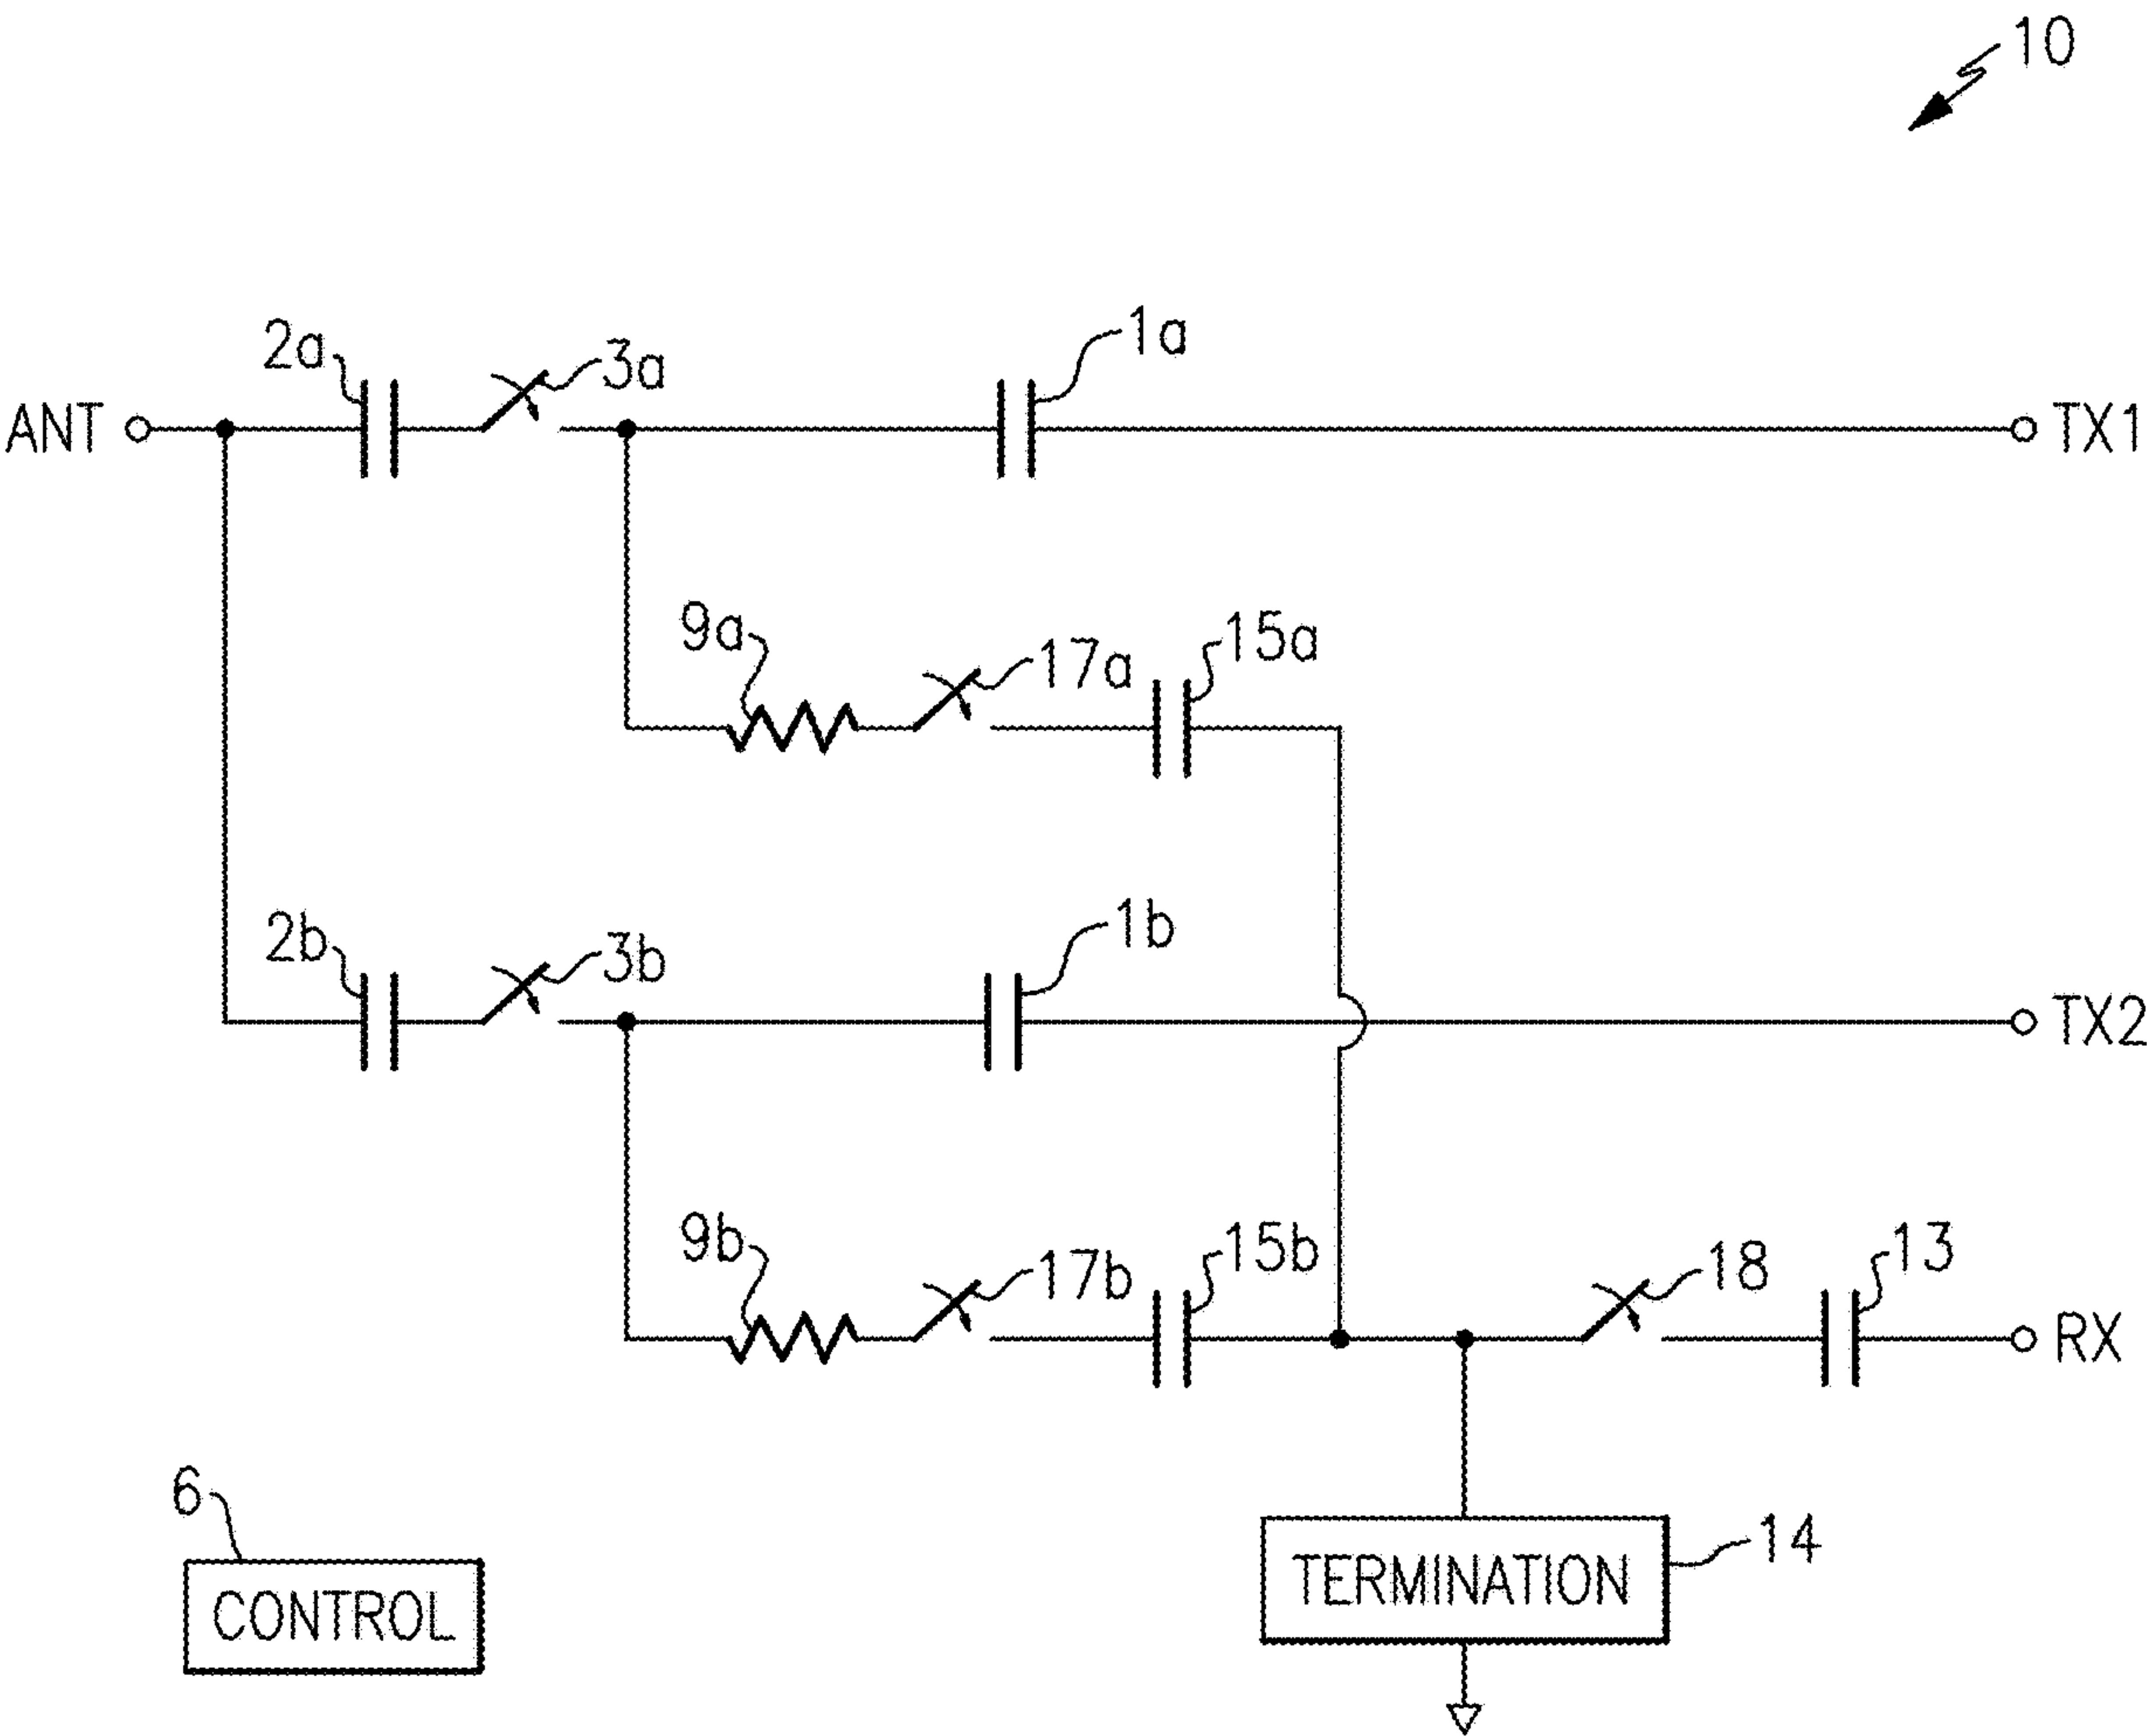 10
2a
3a
1a
ANT
TX1
9a
17a
15a
2b
3b
1b
TX2
9b
17b
15b
18
13
RX
6
CONTROL
TERMINATION
14